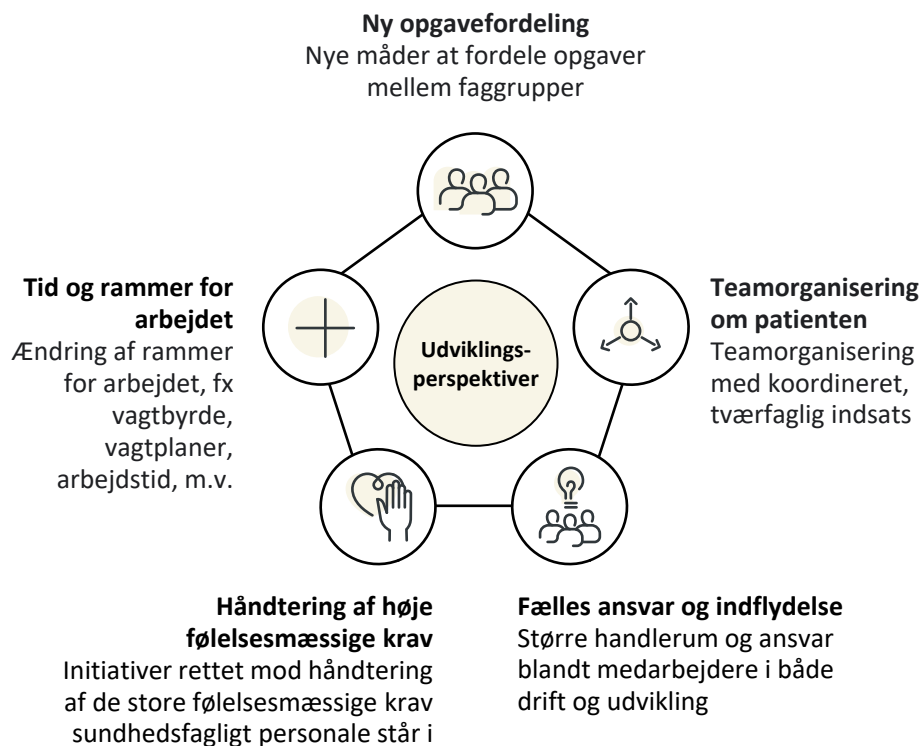 Ny opgavefordeling
Nye måder at fordele opgaver
mellem faggrupper
Tid og rammer for
arbejdet
Ændring af rammer
for arbejdet, fx
vagtbyrde,
vagtplaner,
arbejdstid, m.v.
Udviklings-
perspektiver
Teamorganisering
om patienten
Teamorganisering
med koordineret,
tværfaglig indsats
Håndtering af høje
følelsesmæssige krav
Initiativer rettet mod håndtering
af de store følelsesmæssige krav
sundhedsfagligt personale står i
Fælles ansvar og indflydelse
Større handlerum og ansvar
blandt medarbejdere i både
drift og udvikling